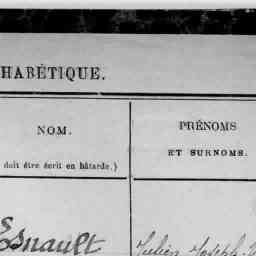 HABÉTIQUE.
NOM.
doit être écrit en bâtarde.)
PRÉNOMS
ET SURNOMS.
Esnault
Julien Joseph